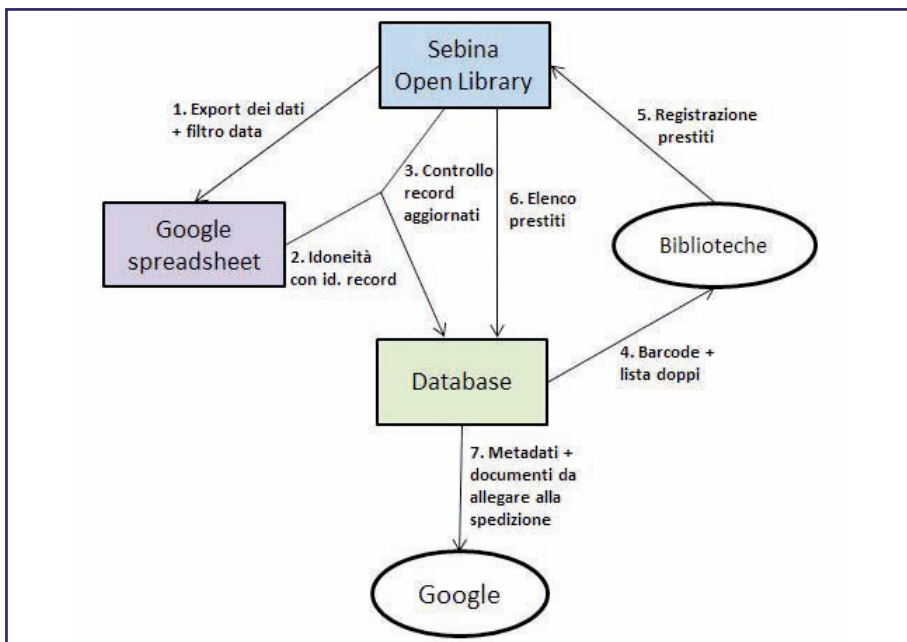 Sebina
Open Library
1. Export dei dati
+ filtro data
5. Registrazione
prestiti
3. Controllo
record
aggiornati
6. Elenco
prestiti
Google
spreadsheet
2. Idoneità
con id. record
Biblioteche
Database
4. Barcode +
lista doppi
7. Metadati +
documenti da
allegare alla
spedizione
Google